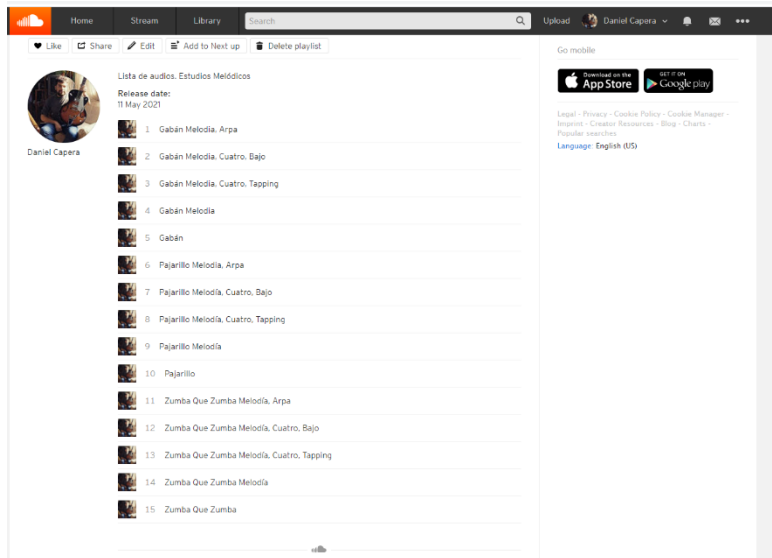 Home Stream Library Search Upload Daniel Capera
Like Share Edit Add to Next up Delete playlist
Daniel Capera
Lista de audios. Estudios Melódicos
Release date:
11 May 2021
1 Gabán Melodia. Arpa
2 Gabán Melodia. Cuatro. Bajo
3 Gabán Melodia. Cuatro. Tapping
4 Gabán Melodia
5 Gabán
6 Pajarillo Melodia, Arpa
7 Pajarillo Melodía, Cuatro, Bajo
8 Pajarillo Melodía, Cuatro, Tapping
9 Pajarillo Melodía
10 Pajarillo
11 Zumba Que Zumba Melodía, Arpa
12 Zumba Que Zumba Melodía, Cuatro, Bajo
13 Zumba Que Zumba Melodía, Cuatro, Tapping
14 Zumba Que Zumba Melodía
15 Zumba Que Zumba
Go mobile
Download on the
App Store
GET IT ON
Google play
Legal - Privacy - Cookie Policy - Cookie Manager -
Imprint - Creator Resources - Blog - Charts -
Popular searches
Language: English (US)